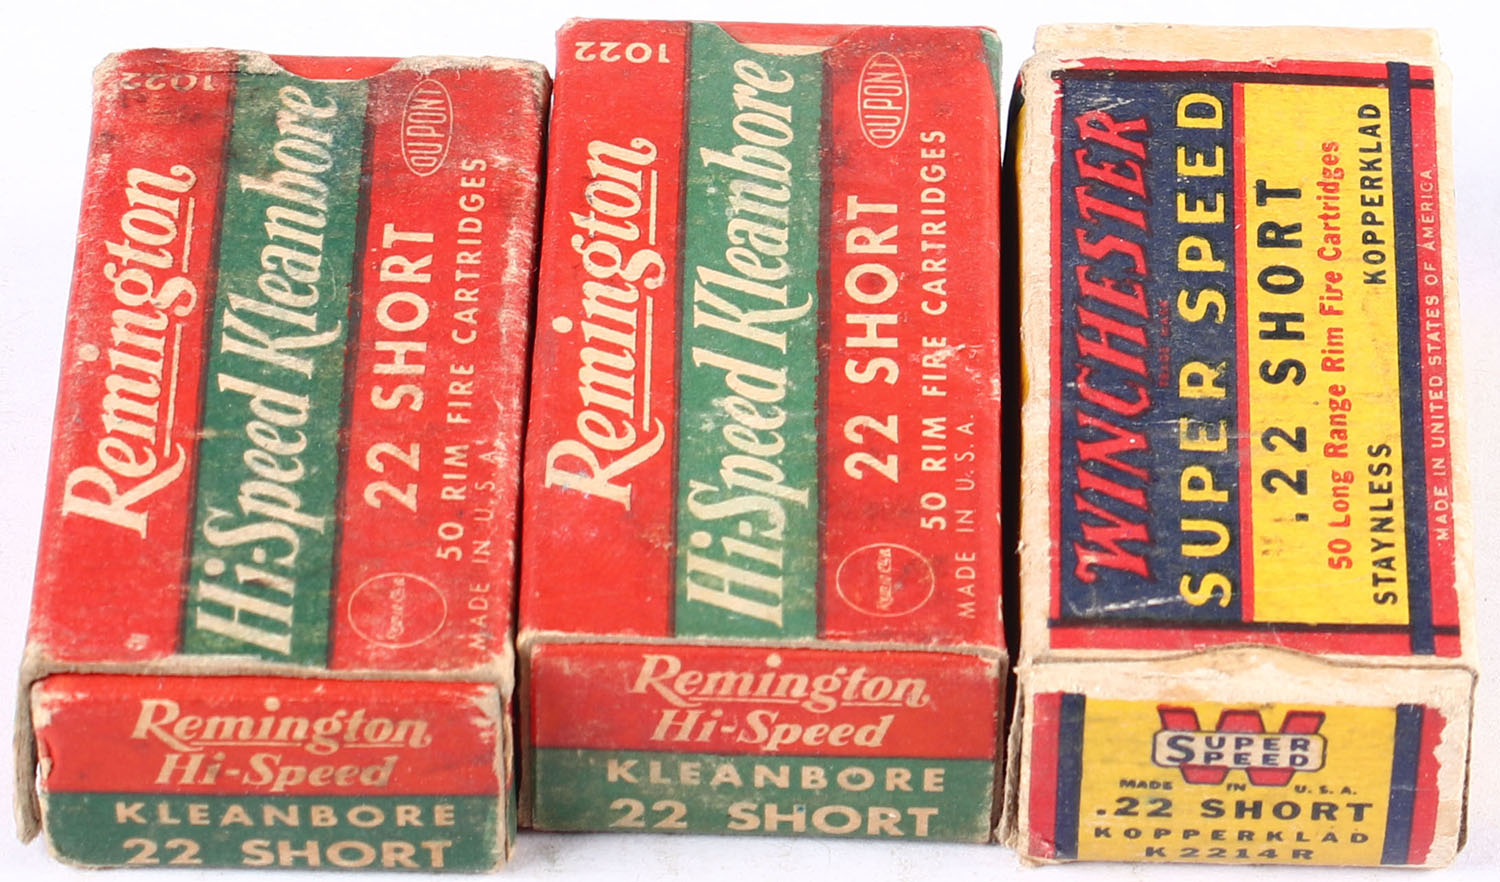 1022
Remington
Hi-Speed Kleanbore
DUPONT
22 SHORT
50 RIM FIRE CARTRIDGES
MADE IN U.S.A.
Remington
Hi-Speed
KLEANBORE
22 SHORT
1022
Remington
Hi-Speed Kleanbore
DUPONT
22 SHORT
50 RIM FIRE CARTRIDGES
MADE IN U.S.A.
Remington
Hi-Speed
KLEANBORE
22 SHORT
WINCHESTER
TRADE MARK
SUPER SPEED
.22 SHORT
50 Long Range Rim Fire Cartridges
STAYNLESS KOPPERKLAD
MADE IN UNITED STATES OF AMERICA
W
SUPER
SPEED
MADE IN U.S.A.
.22 SHORT
KOPPERKLAD
K2214R